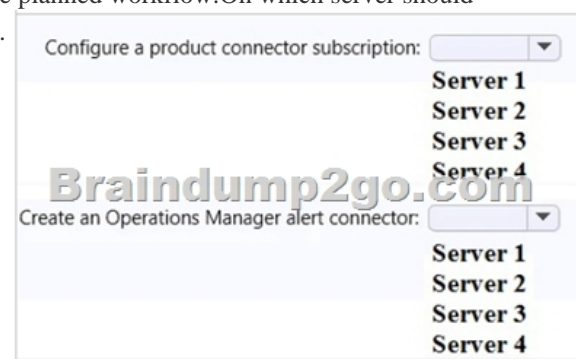 e planned workflow.On which server should
.
Configure a product connector subscription:
Server 1
Server 2
Server 3
Server 4
Braindump2go.com
Create an Operations Manager alert connector:
Server 1
Server 2
Server 3
Server 4